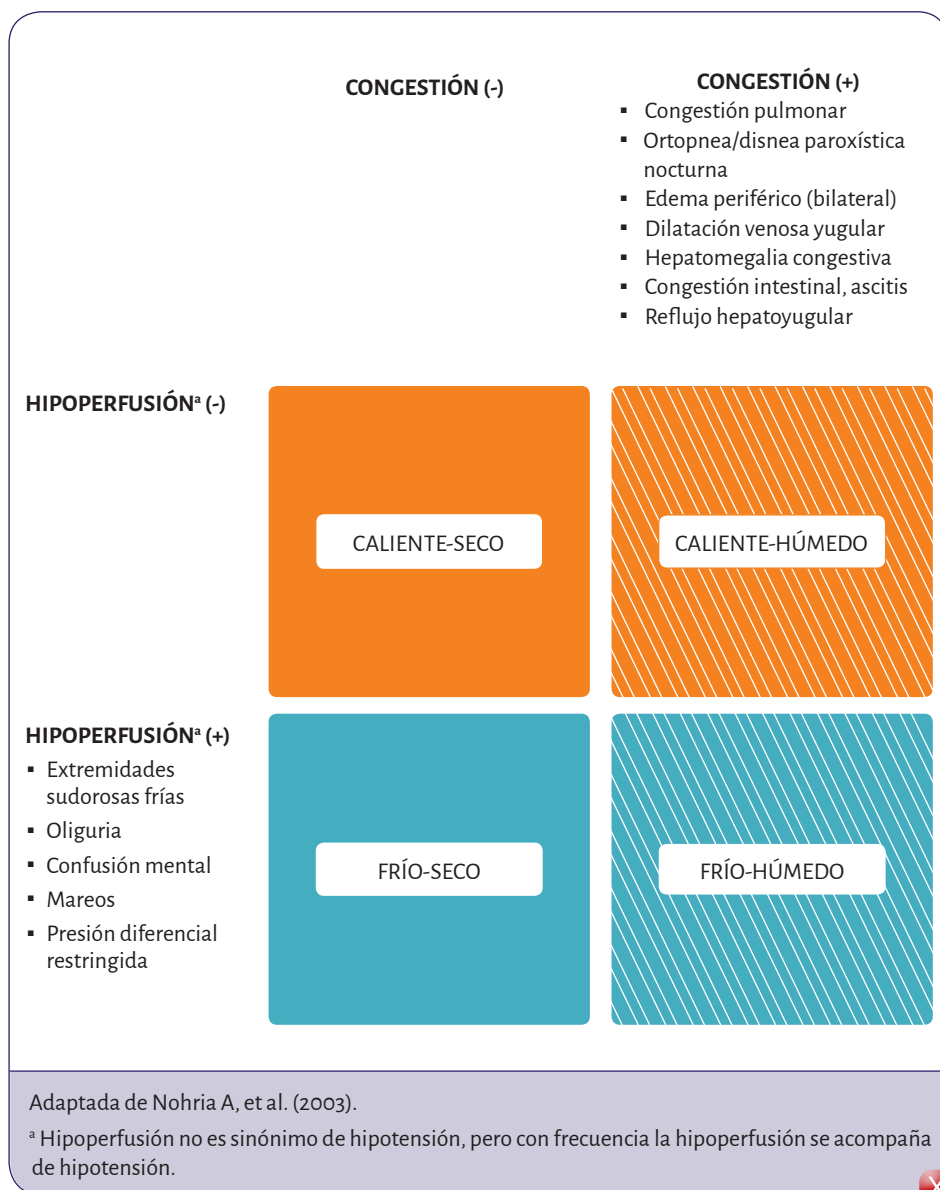 CONGESTIÓN (-)
CONGESTIÓN (+)
▪ Congestión pulmonar
▪ Ortopnea/disnea paroxística
nocturna
▪ Edema periférico (bilateral)
▪ Dilatación venosa yugular
▪ Hepatomegalia congestiva
▪ Congestión intestinal, ascitis
▪ Reflujo hepatoyugular
HIPOPERFUSIÓNᵃ (-)
CALIENTE-SECO
CALIENTE-HÚMEDO
HIPOPERFUSIÓNᵃ (+)
▪ Extremidades
sudorosas frías
▪ Oliguria
▪ Confusión mental
▪ Mareos
▪ Presión diferencial
restringida
FRÍO-SECO
FRÍO-HÚMEDO
Adaptada de Nohria A, et al. (2003).
ᵃ Hipoperfusión no es sinónimo de hipotensión, pero con frecuencia la hipoperfusión se acompaña
de hipotensión.